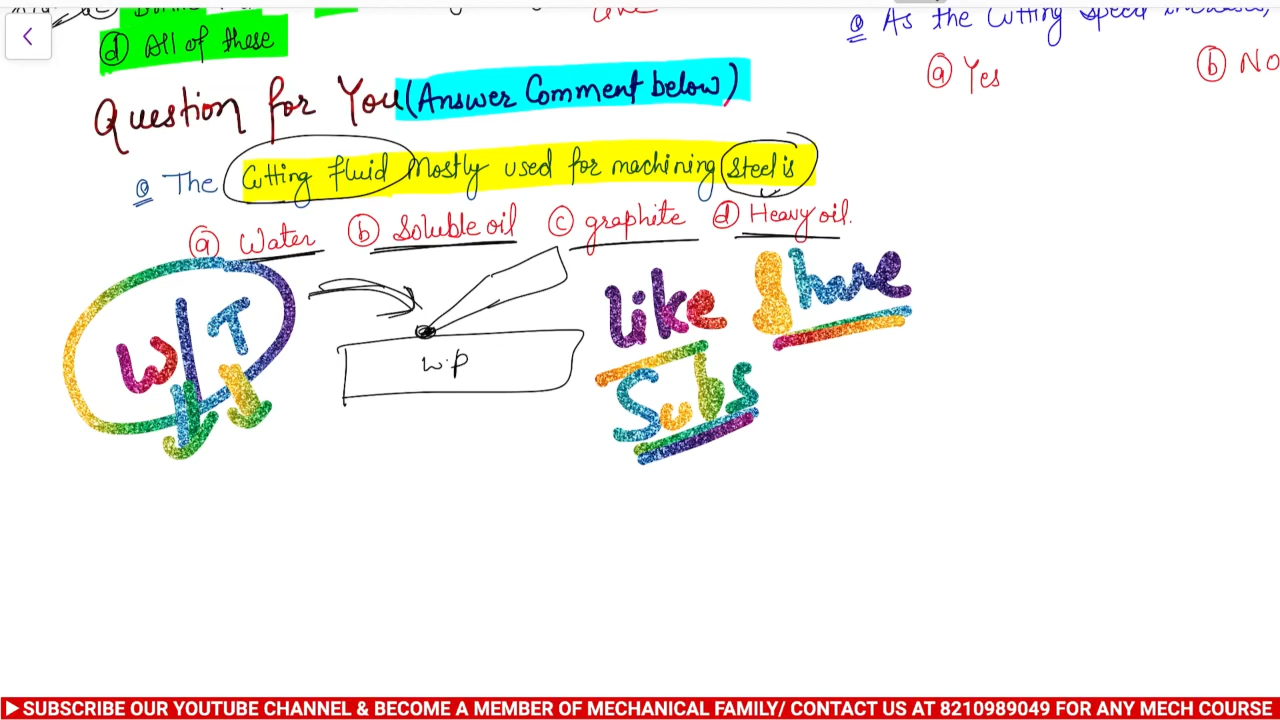 (d) All of these
Q As the Cutting Speed increases,
(a) Yes (b) No
Question for You (Answer Comment below)
Q The Cutting fluid Mostly used for machining steel is
(a) Water (b) Soluble oil (c) graphite (d) Heavy oil.
W/T
w.p
like Share
Subs
▶ SUBSCRIBE OUR YOUTUBE CHANNEL & BECOME A MEMBER OF MECHANICAL FAMILY/ CONTACT US AT 8210989049 FOR ANY MECH COURSE